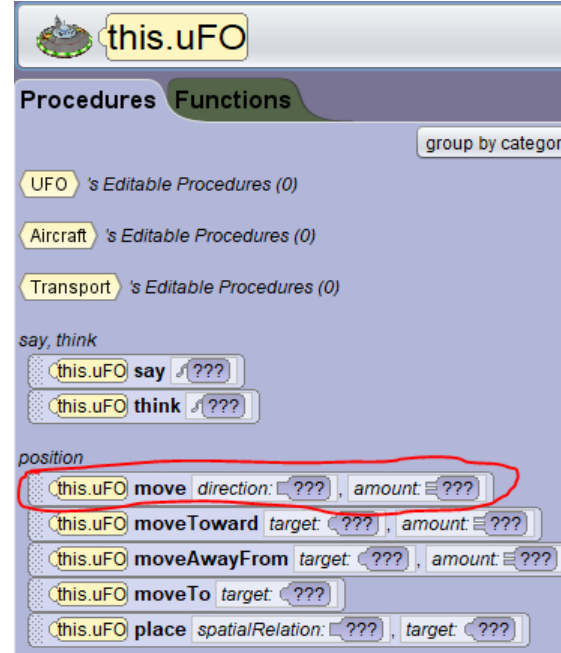 this.uFO
Procedures Functions
group by categor
UFO 's Editable Procedures (0)
Aircraft 's Editable Procedures (0)
Transport 's Editable Procedures (0)
say, think
this.uFO say ???
this.uFO think ???
position
this.uFO move direction: ??? , amount: ???
this.uFO moveToward target: ??? , amount: ???
this.uFO moveAwayFrom target: ??? , amount: ???
this.uFO moveTo target: ???
this.uFO place spatialRelation: ??? , target: ???